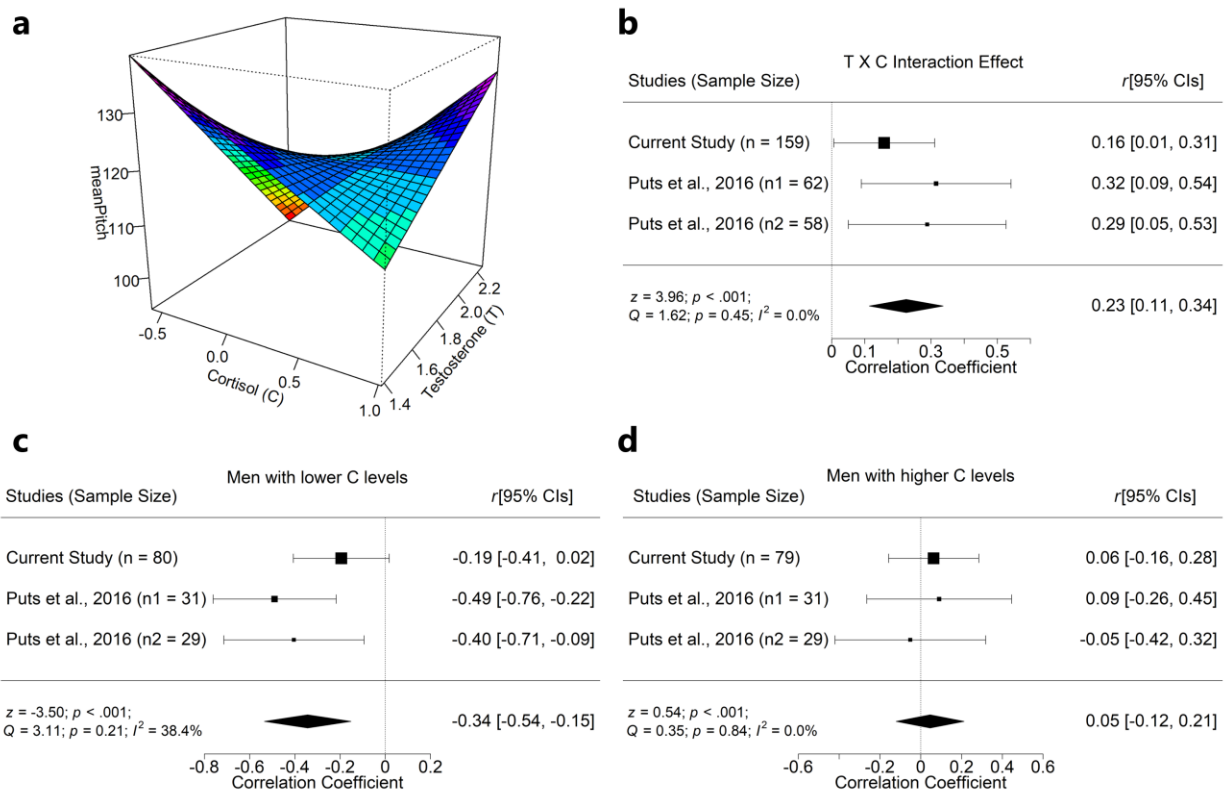 a
130
120
110
100
meanPitch
-0.5
0.0
0.5
1.0
Cortisol (C)
1.4
1.6
1.8
2.0
2.2
Testosterone (T)
b
T X C Interaction Effect
Studies (Sample Size) r[95% CIs]
Current Study (n = 159) 0.16 [0.01, 0.31]
Puts et al., 2016 (n1 = 62) 0.32 [0.09, 0.54]
Puts et al., 2016 (n2 = 58) 0.29 [0.05, 0.53]
z = 3.96; p < .001;
Q = 1.62; p = 0.45; I² = 0.0% 0.23 [0.11, 0.34]
0 0.1 0.3 0.5
Correlation Coefficient
c
Men with lower C levels
Studies (Sample Size) r[95% CIs]
Current Study (n = 80) -0.19 [-0.41, 0.02]
Puts et al., 2016 (n1 = 31) -0.49 [-0.76, -0.22]
Puts et al., 2016 (n2 = 29) -0.40 [-0.71, -0.09]
z = -3.50; p < .001;
Q = 3.11; p = 0.21; I² = 38.4% -0.34 [-0.54, -0.15]
-0.8 -0.6 -0.4 -0.2 0 0.2
Correlation Coefficient
d
Men with higher C levels
Studies (Sample Size) r[95% CIs]
Current Study (n = 79) 0.06 [-0.16, 0.28]
Puts et al., 2016 (n1 = 31) 0.09 [-0.26, 0.45]
Puts et al., 2016 (n2 = 29) -0.05 [-0.42, 0.32]
z = 0.54; p < .001;
Q = 0.35; p = 0.84; I² = 0.0% 0.05 [-0.12, 0.21]
-0.6 -0.2 0 0.2 0.4 0.6
Correlation Coefficient